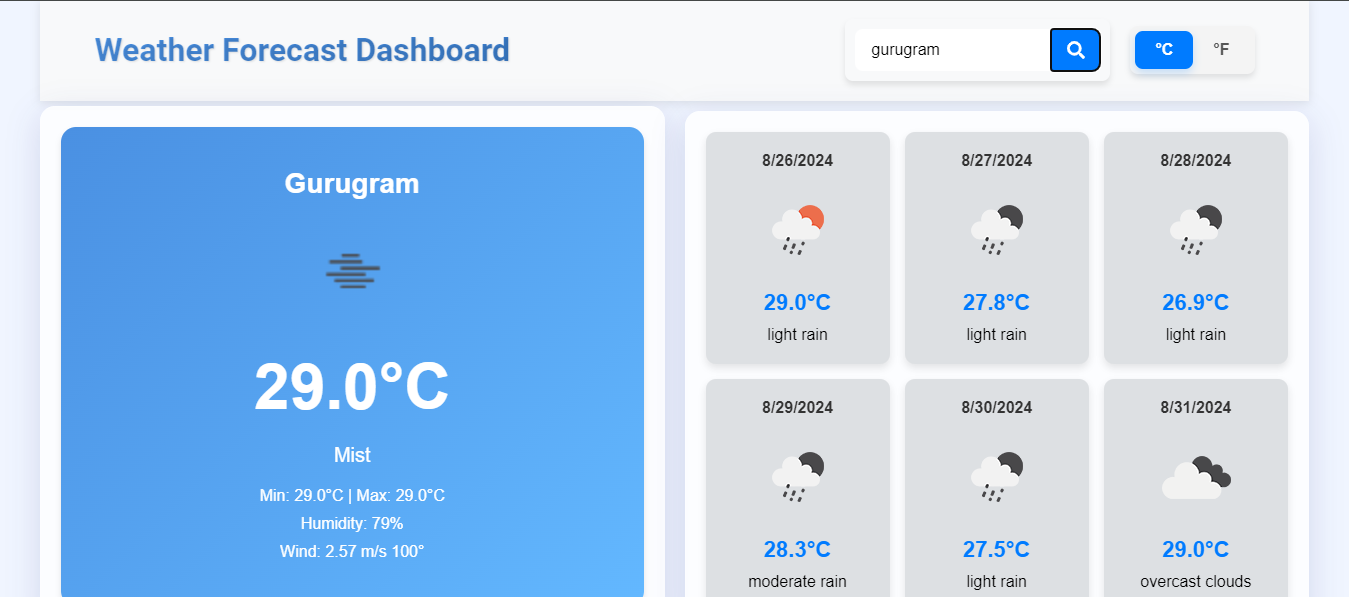 Weather Forecast Dashboard
gurugram
°C
°F
Gurugram
29.0°C
Mist
Min: 29.0°C | Max: 29.0°C
Humidity: 79%
Wind: 2.57 m/s 100°
8/26/2024
29.0°C
light rain
8/27/2024
27.8°C
light rain
8/28/2024
26.9°C
light rain
8/29/2024
28.3°C
moderate rain
8/30/2024
27.5°C
light rain
8/31/2024
29.0°C
overcast clouds